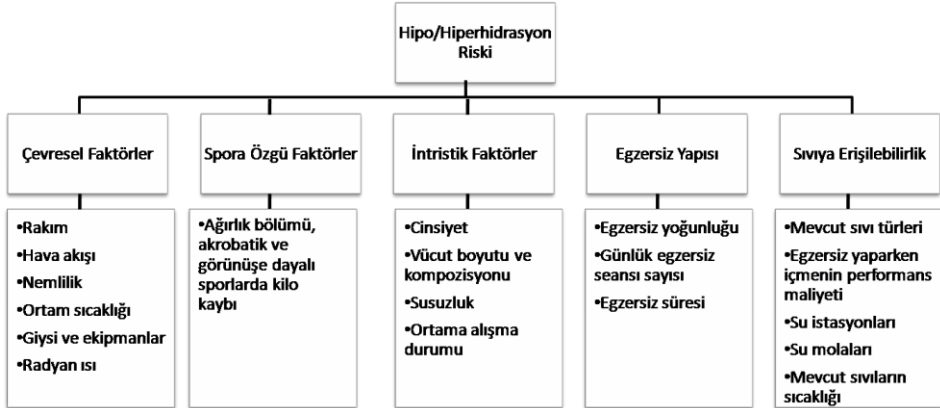 Hipo/Hiperhidrasyon
Riski
Çevresel Faktörler
Spora Özgü Faktörler
İntristik Faktörler
Egzersiz Yapısı
Sıvıya Erişilebilirlik
•Rakım
•Hava akışı
•Nemlilik
•Ortam sıcaklığı
•Giysi ve ekipmanlar
•Radyan ısı
•Ağırlık bölümü,
akrobatik ve
görünüşe dayalı
sporlarda kilo
kaybı
•Cinsiyet
•Vücut boyutu ve
kompozisyonu
•Susuzluk
•Ortama alışma
durumu
•Egzersiz yoğunluğu
•Günlük egzersiz
seansı sayısı
•Egzersiz süresi
•Mevcut sıvı türleri
•Egzersiz yaparken
içmenin performans
maliyeti
•Su istasyonları
•Su molaları
•Mevcut sıvıların
sıcaklığı